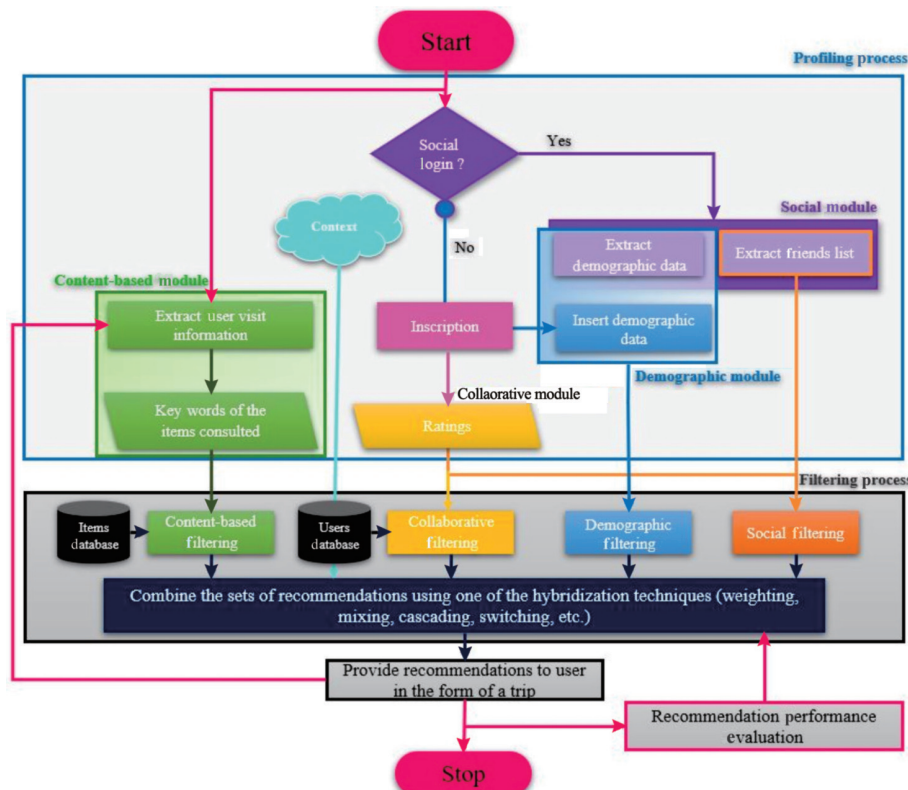 Start
Profiling process
Social
login ?
Yes
Social module
Context
No
Extract
demographic data
Extract friends list
Content-based module
Extract user visit
information
Inscription
Insert demographic
data
Demographic module
Collaorative module
Key words of the
items consulted
Ratings
Filtering process
Items
database
Content-based
filtering
Users
database
Collaborative
filtering
Demographic
filtering
Social filtering
Combine the sets of recommendations using one of the hybridization techniques (weighting,
mixing, cascading, switching, etc.)
Provide recommendations to user
in the form of a trip
Recommendation performance
evaluation
Stop